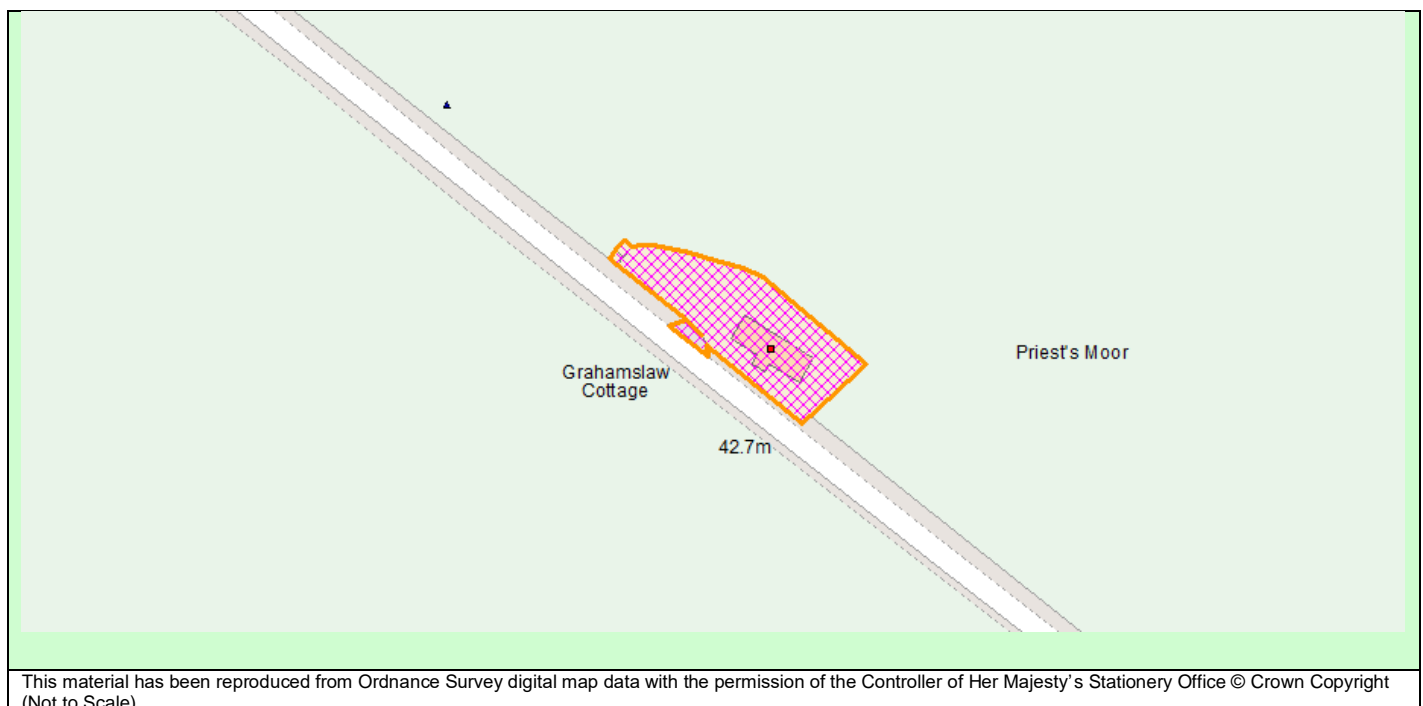 Priest's Moor
Grahamslaw
Cottage
42.7m
This material has been reproduced from Ordnance Survey digital map data with the permission of the Controller of Her Majesty's Stationery Office © Crown Copyright
(Not to Scale)